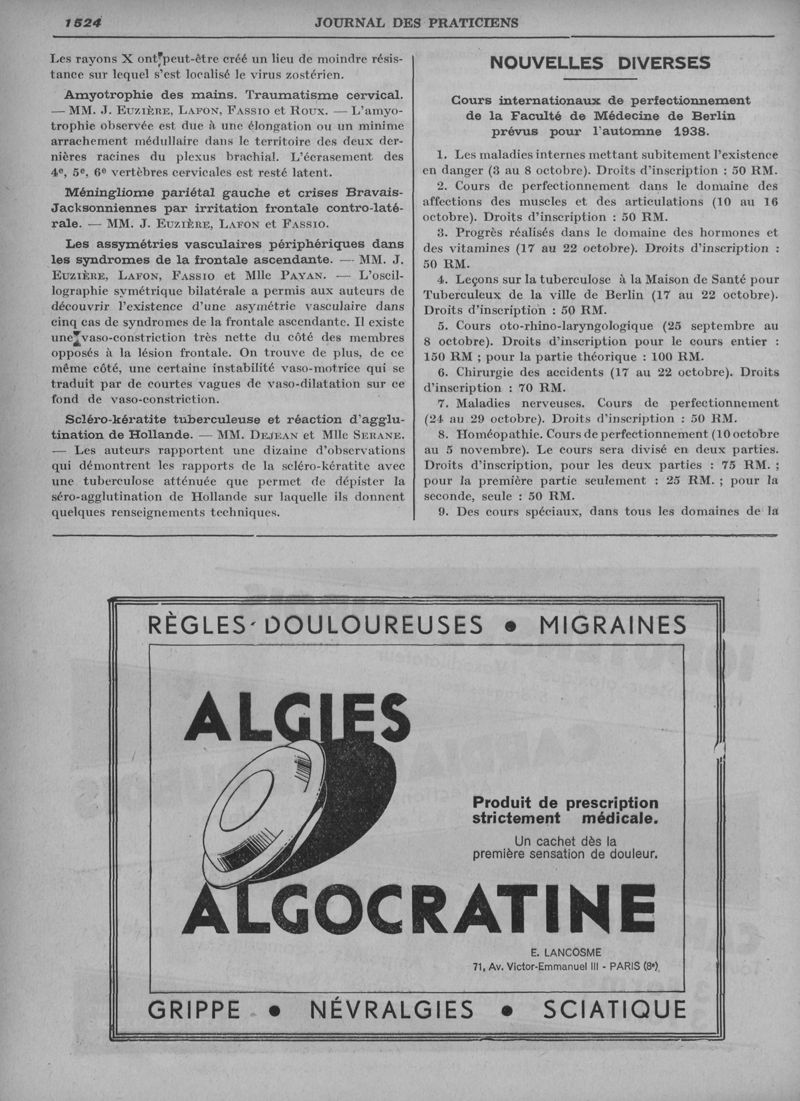 1524
JOURNAL DES PRATICIENS
Les rayons X ont peut-être créé un lieu de moindre résis-
tance sur lequel s'est localisé le virus zostérien.
Amyotrophie des mains. Traumatisme cervical.
— MM. J. Euzière, Lafon, Fassio et Roux. — L'amyo-
trophie observée est due à une élongation ou un minime
arrachement médullaire dans le territoire des deux der-
nières racines du plexus brachial. L'écrasement des
4e, 5e, 6e vertèbres cervicales est resté latent.
Méningliome pariétal gauche et crises Bravais-
Jacksonniennes par irritation frontale contro-laté-
rale. — MM. J. Euzière, Lafon et Fassio.
Les assymétries vasculaires périphériques dans
les syndromes de la frontale ascendante. — MM. J.
Euzière, Lafon, Fassio et Mlle Payan. — L'oscil-
lographie symétrique bilatérale a permis aux auteurs de
découvrir l'existence d'une asymétrie vasculaire dans
cinq cas de syndromes de la frontale ascendante. Il existe
une vaso-constriction très nette du côté des membres
opposés à la lésion frontale. On trouve de plus, de ce
même côté, une certaine instabilité vaso-motrice qui se
traduit par de courtes vagues de vaso-dilatation sur ce
fond de vaso-constriction.
Scléro-kératite tuberculeuse et réaction d'agglu-
tination de Hollande. — MM. Dejean et Mlle Serane.
— Les auteurs rapportent une dizaine d'observations
qui démontrent les rapports de la scléro-kératite avec
une tuberculose atténuée que permet de dépister la
séro-agglutination de Hollande sur laquelle ils donnent
quelques renseignements techniques.
NOUVELLES DIVERSES
Cours internationaux de perfectionnement
de la Faculté de Médecine de Berlin
prévus pour l'automne 1938.
1. Les maladies internes mettant subitement l'existence
en danger (3 au 8 octobre). Droits d'inscription : 50 RM.
2. Cours de perfectionnement dans le domaine des
affections des muscles et des articulations (10 au 16
octobre). Droits d'inscription : 50 RM.
3. Progrès réalisés dans le domaine des hormones et
des vitamines (17 au 22 octobre). Droits d'inscription :
50 RM.
4. Leçons sur la tuberculose à la Maison de Santé pour
Tuberculeux de la ville de Berlin (17 au 22 octobre).
Droits d'inscription : 50 RM.
5. Cours oto-rhino-laryngologique (25 septembre au
8 octobre). Droits d'inscription pour le cours entier :
150 RM ; pour la partie théorique : 100 RM.
6. Chirurgie des accidents (17 au 22 octobre). Droits
d'inscription : 70 RM.
7. Maladies nerveuses. Cours de perfectionnement
(24 au 29 octobre). Droits d'inscription : 50 RM.
8. Homéopathie. Cours de perfectionnement (10 octobre
au 5 novembre). Le cours sera divisé en deux parties.
Droits d'inscription, pour les deux parties : 75 RM. ;
pour la première partie seulement : 25 RM. ; pour la
seconde, seule : 50 RM.
9. Des cours spéciaux, dans tous les domaines de la
RÈGLES DOULOUREUSES • MIGRAINES
ALGIES
Produit de prescription
strictement médicale.
Un cachet dès la
première sensation de douleur.
ALGOCRATINE
E. LANCOSME
71, Av. Victor-Emmanuel III - PARIS (8e)
GRIPPE • NÉVRALGIES • SCIATIQUE